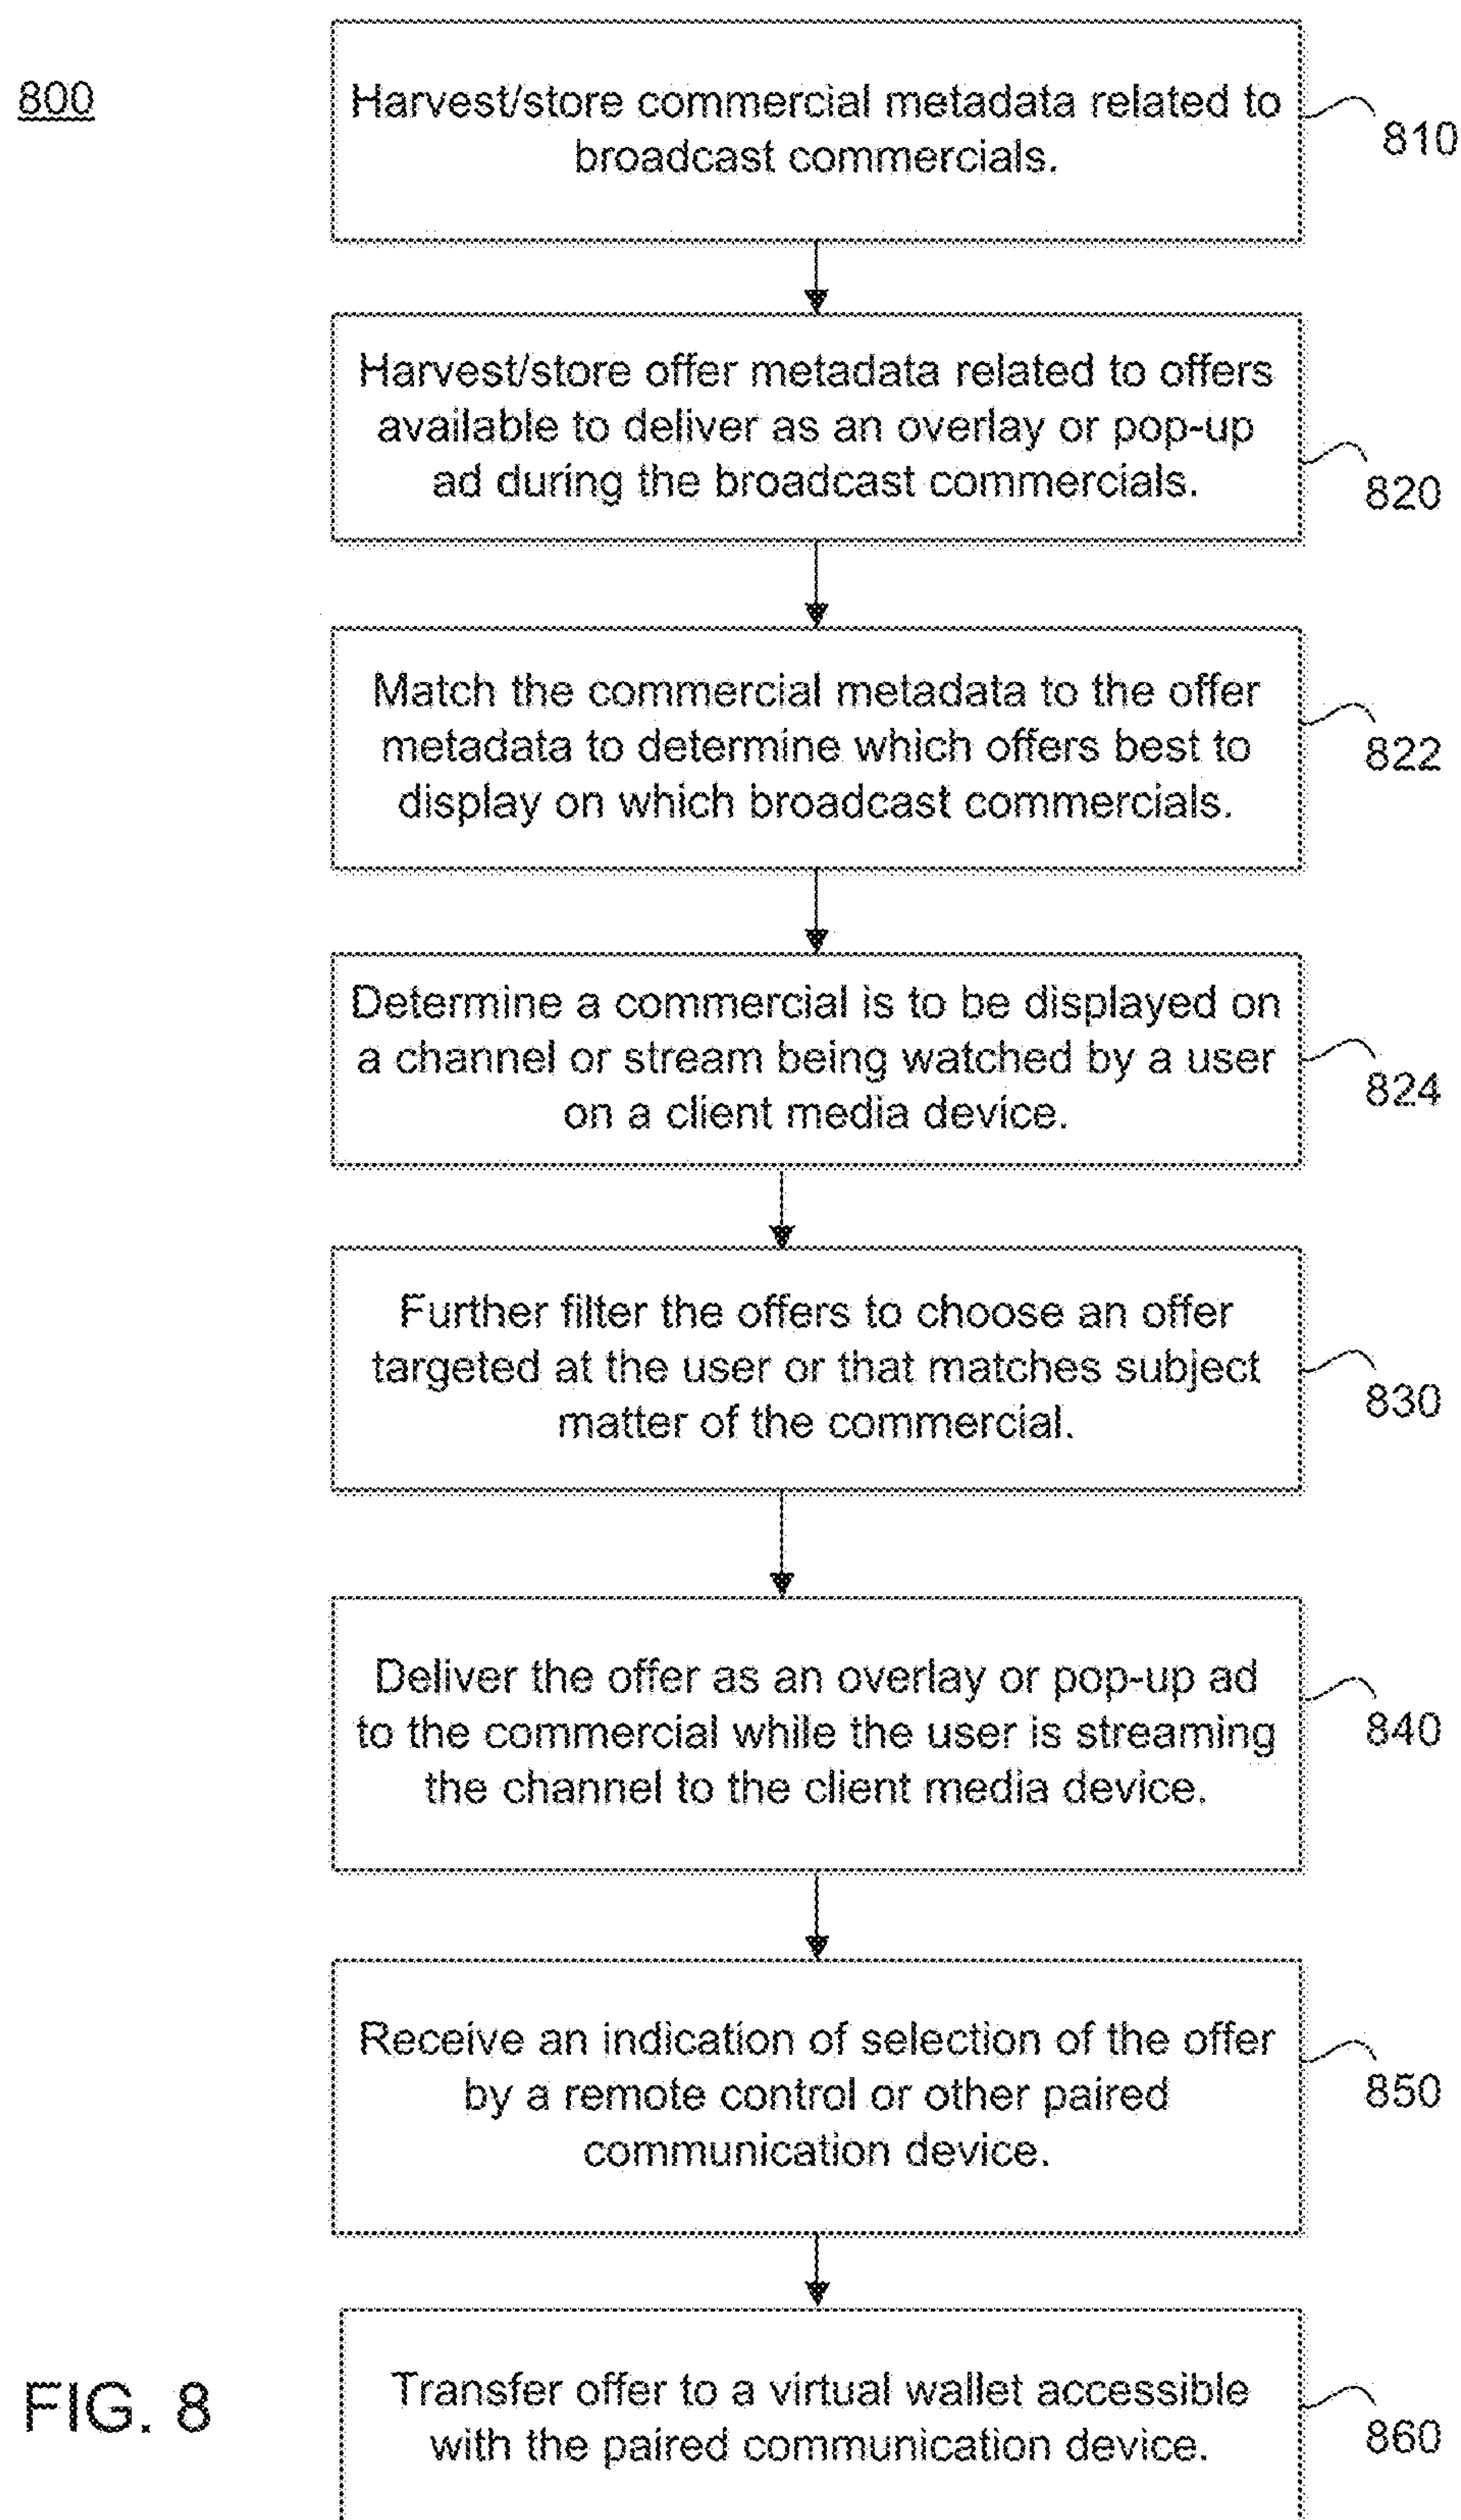 800
Harvest/store commercial metadata related to
broadcast commercials.
810
Harvest/store offer metadata related to offers
available to deliver as an overlay or pop-up
ad during the broadcast commercials.
820
Match the commercial metadata to the offer
metadata to determine which offers best to
display on which broadcast commercials.
822
Determine a commercial is to be displayed on
a channel or stream being watched by a user
on a client media device.
824
Further filter the offers to choose an offer
targeted at the user or that matches subject
matter of the commercial.
830
Deliver the offer as an overlay or pop-up ad
to the commercial while the user is streaming
the channel to the client media device.
840
Receive an indication of selection of the offer
by a remote control or other paired
communication device.
850
Transfer offer to a virtual wallet accessible
with the paired communication device.
860
FIG. 8